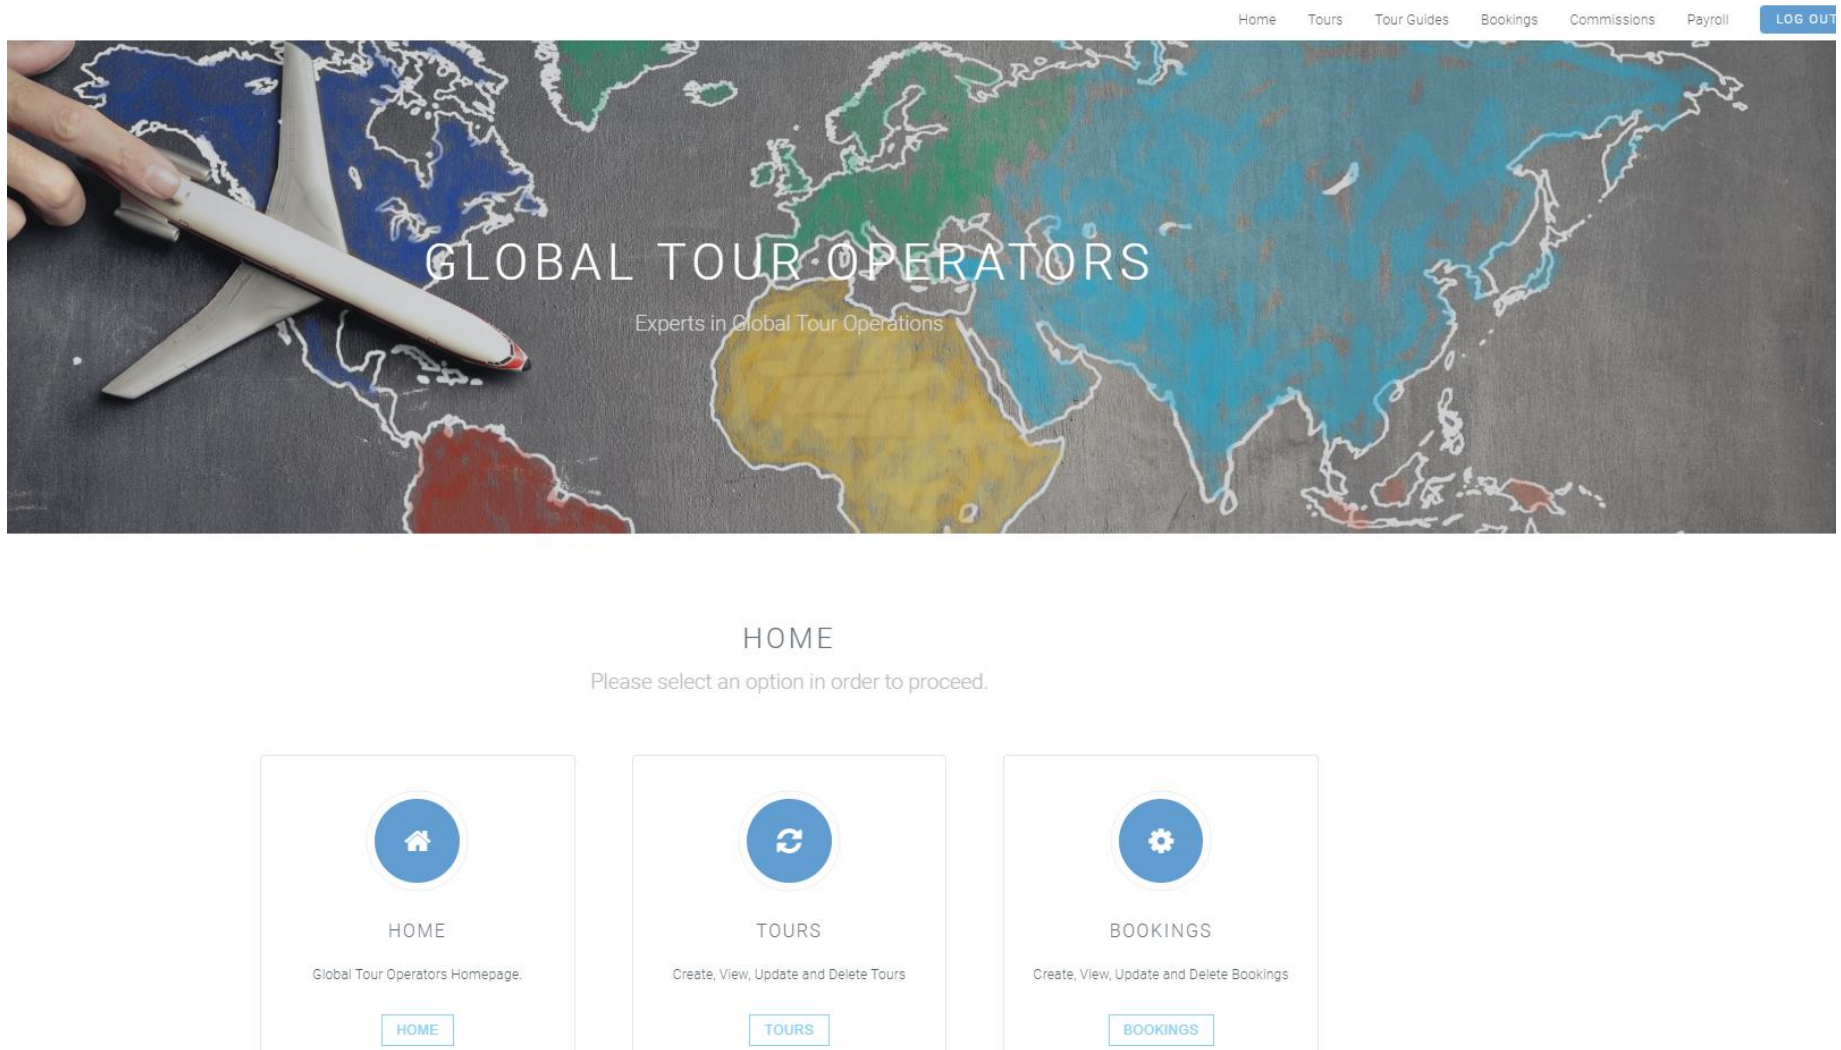 Home Tours Tour Guides Bookings Commissions Payroll LOG OUT
GLOBAL TOUR OPERATORS
Experts in Global Tour Operations
HOME
Please select an option in order to proceed.
HOME
Global Tour Operators Homepage.
HOME
TOURS
Create, View, Update and Delete Tours
TOURS
BOOKINGS
Create, View, Update and Delete Bookings
BOOKINGS